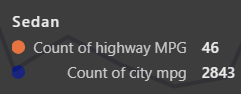 Sedan
Count of highway MPG 46
Count of city mpg 2843